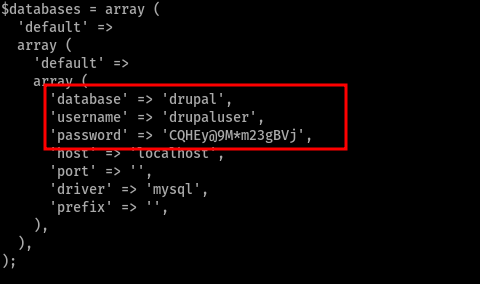 $databases = array (
  'default' =>
  array (
    'default' =>
    array (
      'database' => 'drupal',
      'username' => 'drupaluser',
      'password' => 'CQHEy@9M*m23gBVj',
      'host' => 'localhost',
      'port' => '',
      'driver' => 'mysql',
      'prefix' => '',
    ),
  ),
);